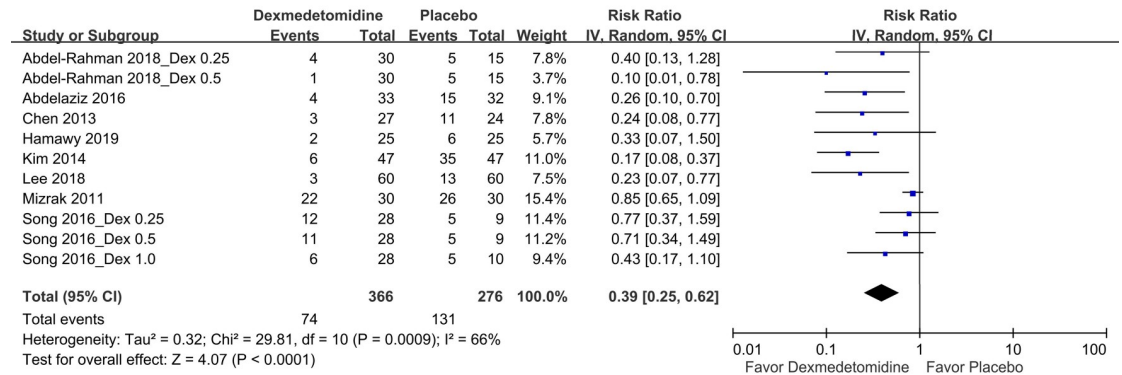 Dexmedetomidine Placebo Risk Ratio Risk Ratio
Study or Subgroup Events Total Events Total Weight IV, Random, 95% CI IV, Random, 95% CI
Abdel-Rahman 2018_Dex 0.25 4 30 5 15 7.8% 0.40 [0.13, 1.28]
Abdel-Rahman 2018_Dex 0.5 1 30 5 15 3.7% 0.10 [0.01, 0.78]
Abdelaziz 2016 4 33 15 32 9.1% 0.26 [0.10, 0.70]
Chen 2013 3 27 11 24 7.8% 0.24 [0.08, 0.77]
Hamawy 2019 2 25 6 25 5.7% 0.33 [0.07, 1.50]
Kim 2014 6 47 35 47 11.0% 0.17 [0.08, 0.37]
Lee 2018 3 60 13 60 7.5% 0.23 [0.07, 0.77]
Mizrak 2011 22 30 26 30 15.4% 0.85 [0.65, 1.09]
Song 2016_Dex 0.25 12 28 5 9 11.4% 0.77 [0.37, 1.59]
Song 2016_Dex 0.5 11 28 5 9 11.2% 0.71 [0.34, 1.49]
Song 2016_Dex 1.0 6 28 5 10 9.4% 0.43 [0.17, 1.10]
Total (95% CI) 366 276 100.0% 0.39 [0.25, 0.62]
Total events 74 131
Heterogeneity: Tau² = 0.32; Chi² = 29.81, df = 10 (P = 0.0009); I² = 66%
Test for overall effect: Z = 4.07 (P < 0.0001)
0.01 0.1 1 10 100
Favor Dexmedetomidine Favor Placebo